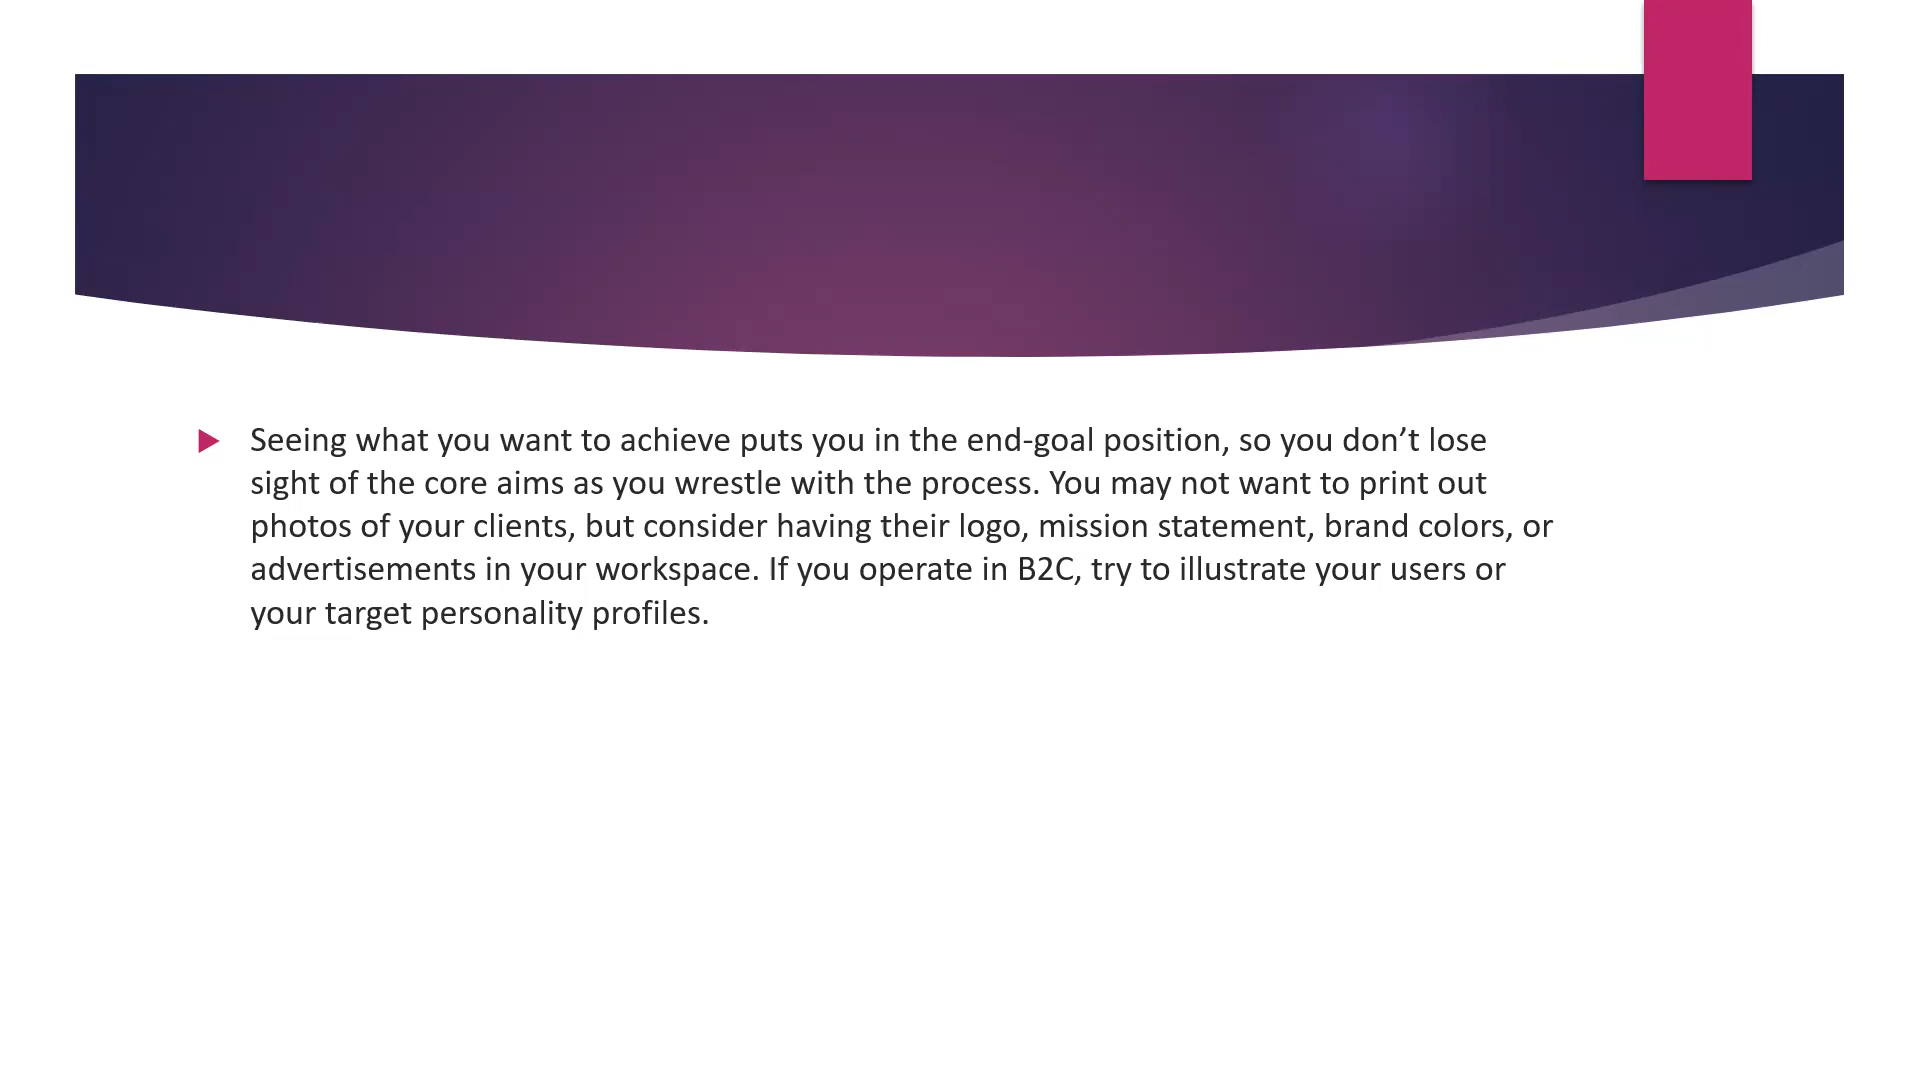 Seeing what you want to achieve puts you in the end-goal position, so you don’t lose
sight of the core aims as you wrestle with the process. You may not want to print out
photos of your clients, but consider having their logo, mission statement, brand colors, or
advertisements in your workspace. If you operate in B2C, try to illustrate your users or
your target personality profiles.